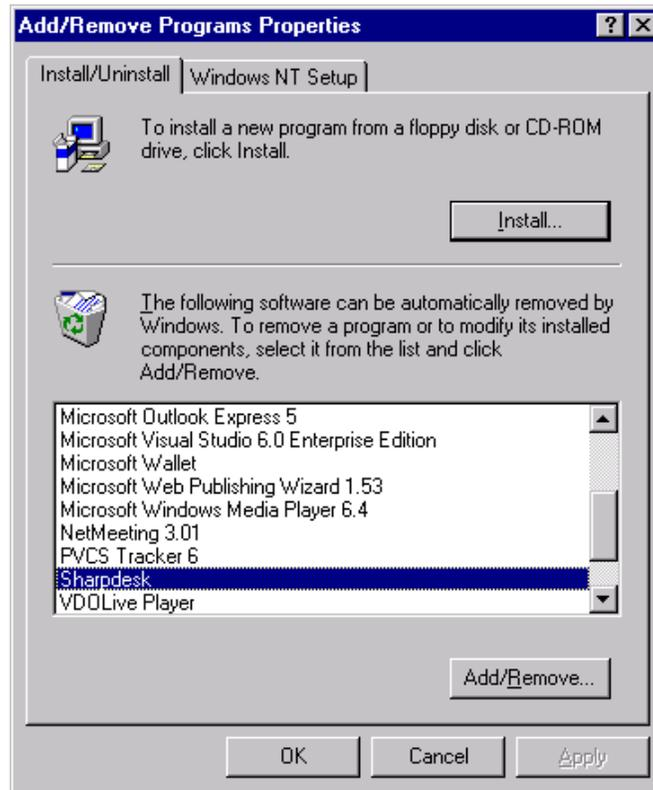 Add/Remove Programs Properties
Install/Uninstall
Windows NT Setup
To install a new program from a floppy disk or CD-ROM
drive, click Install.
Install...
The following software can be automatically removed by
Windows. To remove a program or to modify its installed
components, select it from the list and click
Add/Remove.
Microsoft Outlook Express 5
Microsoft Visual Studio 6.0 Enterprise Edition
Microsoft Wallet
Microsoft Web Publishing Wizard 1.53
Microsoft Windows Media Player 6.4
NetMeeting 3.01
PVCS Tracker 6
Sharpdesk
VDOLive Player
Add/Remove...
OK
Cancel
Apply